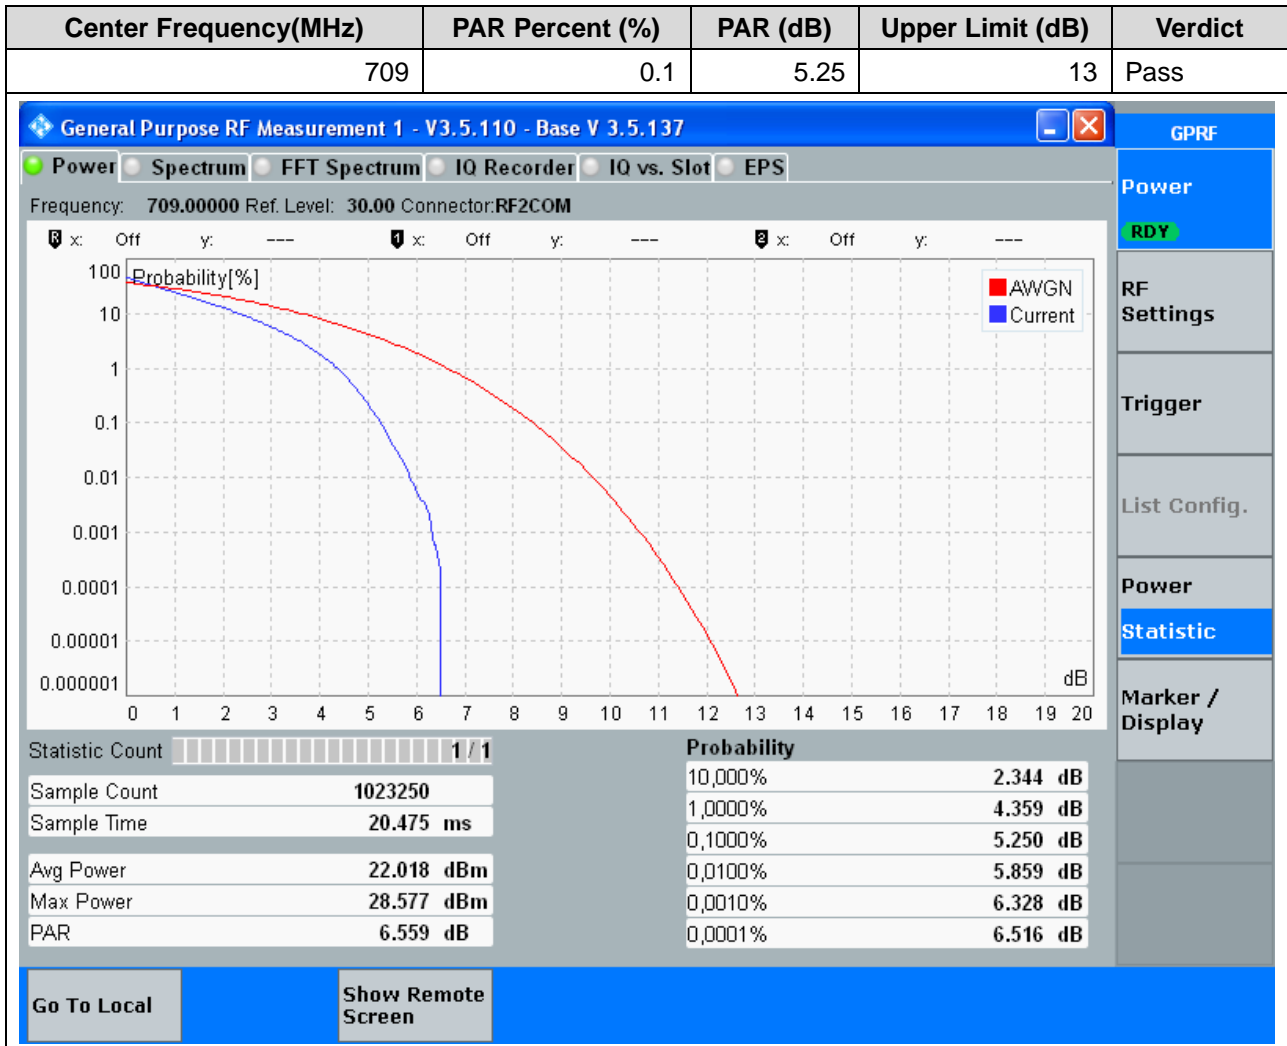 Center Frequency(MHz) PAR Percent (%) PAR (dB) Upper Limit (dB) Verdict
709 0.1 5.25 13 Pass
General Purpose RF Measurement 1 - V3.5.110 - Base V 3.5.137
GPRF
Power Spectrum FFT Spectrum IQ Recorder IQ vs. Slot EPS
Frequency: 709.00000 Ref. Level: 30.00 Connector:RF2COM
R x: Off y: --- 1 x: Off y: --- 2 x: Off y: ---
Probability[%]
AWGN
Current
100
10
1
0.1
0.01
0.001
0.0001
0.00001
0.000001
dB
0 1 2 3 4 5 6 7 8 9 10 11 12 13 14 15 16 17 18 19 20
Statistic Count 1 / 1
Sample Count 1023250
Sample Time 20.475 ms
Avg Power 22.018 dBm
Max Power 28.577 dBm
PAR 6.559 dB
Probability
10,000% 2.344 dB
1,0000% 4.359 dB
0,1000% 5.250 dB
0,0100% 5.859 dB
0,0010% 6.328 dB
0,0001% 6.516 dB
Power
RDY
RF
Settings
Trigger
List Config.
Power
Statistic
Marker /
Display
Go To Local
Show Remote
Screen